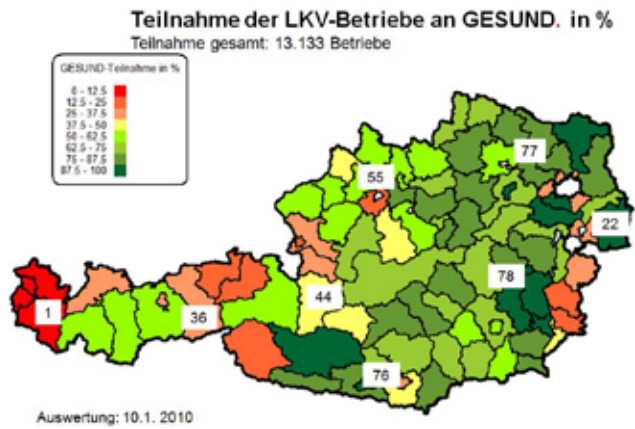 Teilnahme der LKV-Betriebe an GESUND. in %
Teilnahme gesamt: 13.133 Betriebe
GESUND-Teilnahme in %
0 - 12.5
12.5 - 25
25 - 37.5
37.5 - 50
50 - 62.5
62.5 - 75
75 - 87.5
87.5 - 100
77
55
22
78
44
1
36
76
Auswertung: 10.1. 2010